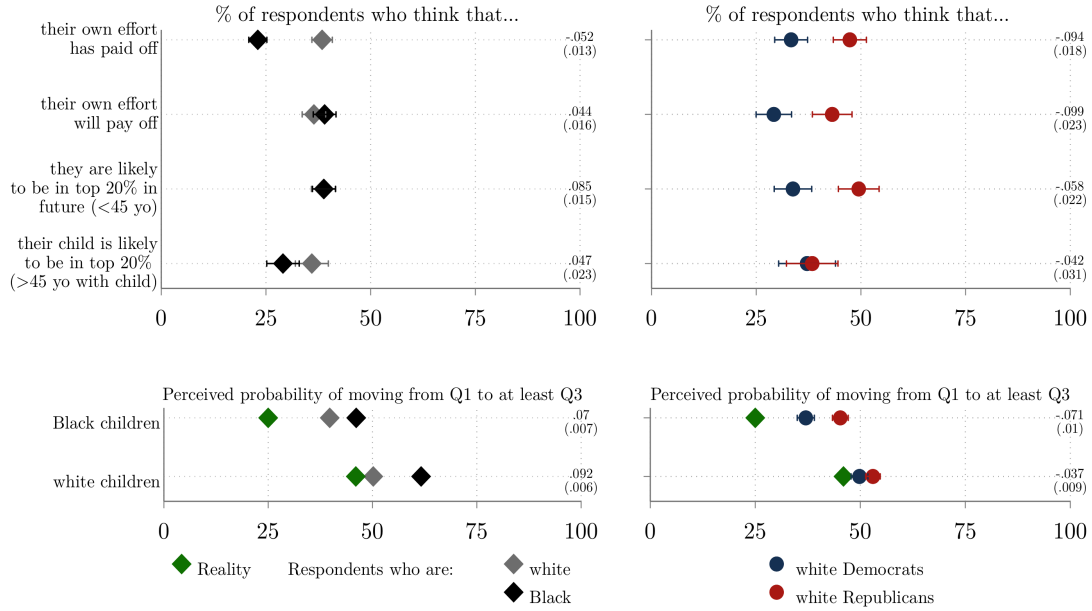 % of respondents who think that...
their own effort
has paid off
-.052
(.013)
their own effort
will pay off
.044
(.016)
they are likely
to be in top 20% in
future (<45 yo)
.085
(.015)
their child is likely
to be in top 20%
(>45 yo with child)
.047
(.023)
0 25 50 75 100
% of respondents who think that...
-.094
(.018)
-.099
(.023)
-.058
(.022)
-.042
(.031)
0 25 50 75 100
Perceived probability of moving from Q1 to at least Q3
Black children
.07
(.007)
white children
.092
(.006)
0 25 50 75 100
Perceived probability of moving from Q1 to at least Q3
-.071
(.01)
-.037
(.009)
0 25 50 75 100
Reality
Respondents who are:
white
Black
white Democrats
white Republicans